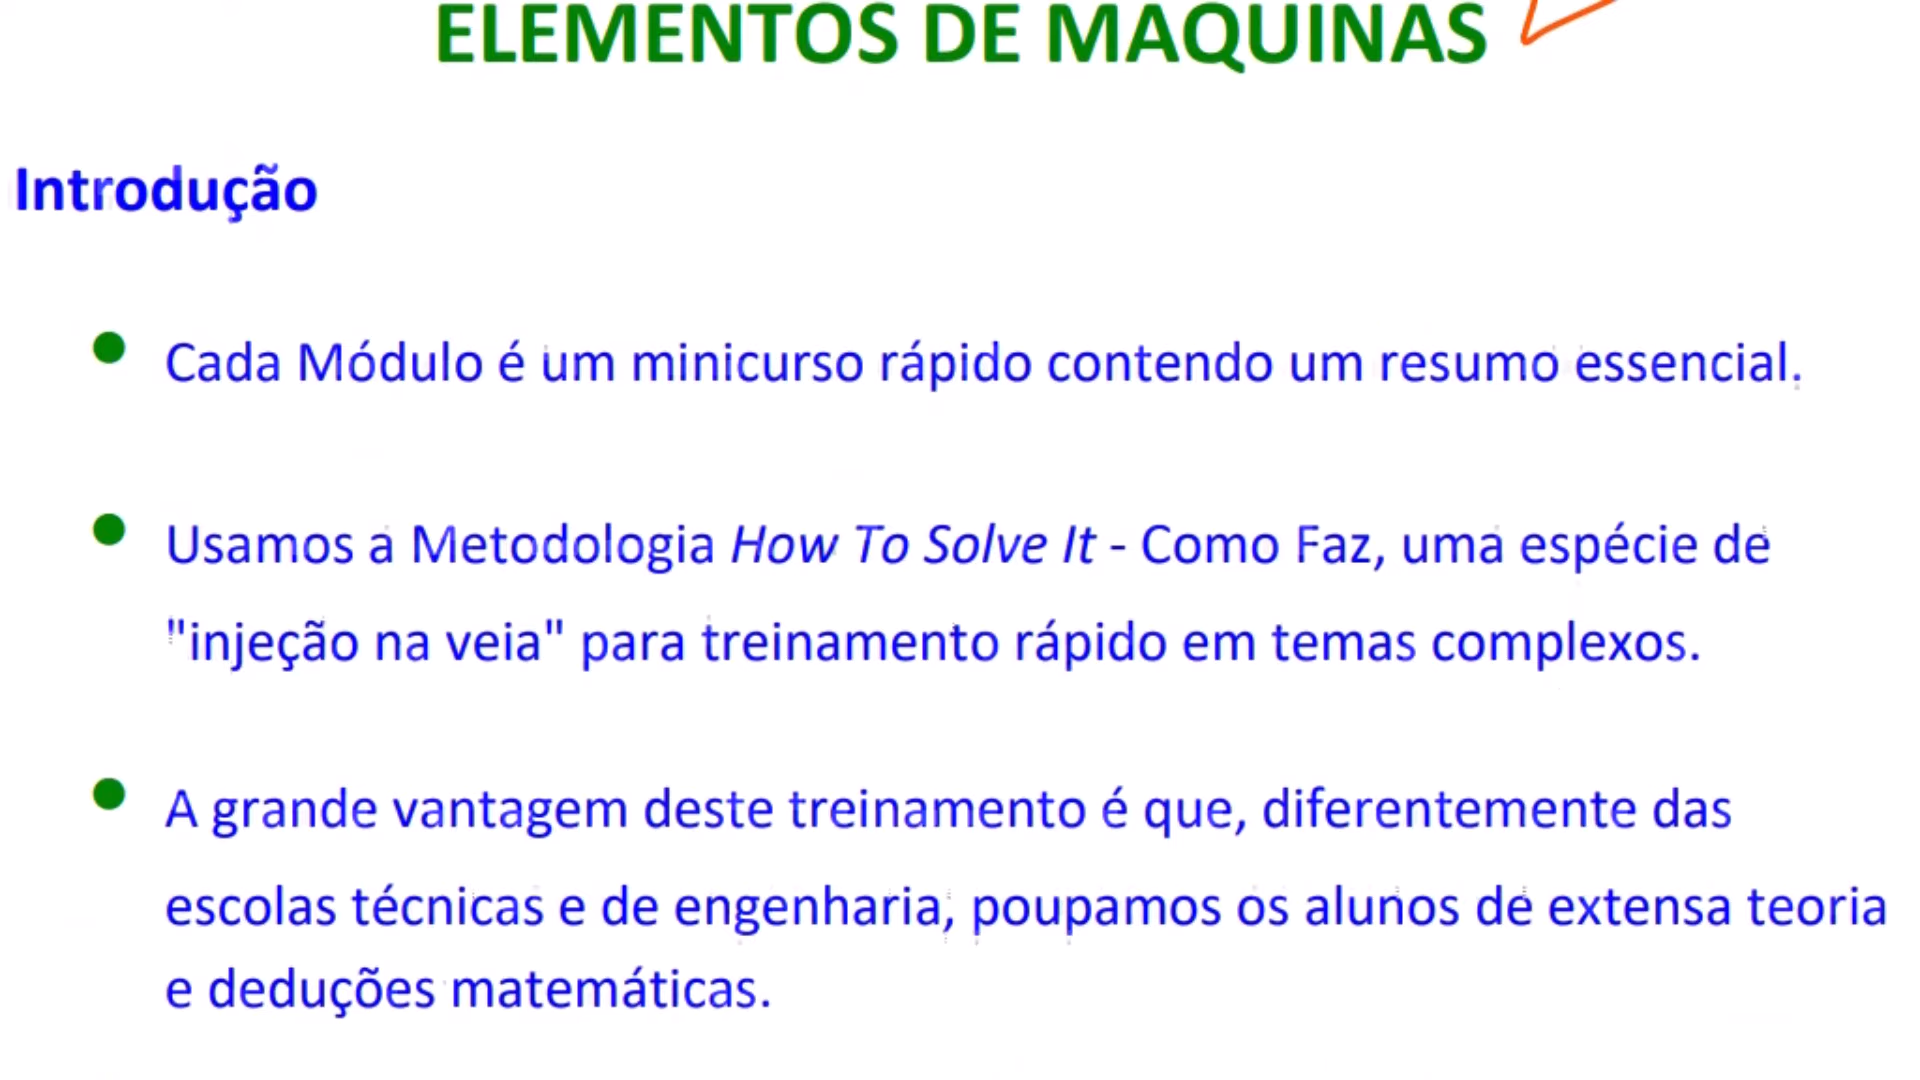 ELEMENTOS DE MAQUINAS
Introdução
Cada Módulo é um minicurso rápido contendo um resumo essencial.
Usamos a Metodologia How To Solve It - Como Faz, uma espécie de
"injeção na veia" para treinamento rápido em temas complexos.
A grande vantagem deste treinamento é que, diferentemente das
escolas técnicas e de engenharia, poupamos os alunos de extensa teoria
e deduções matemáticas.